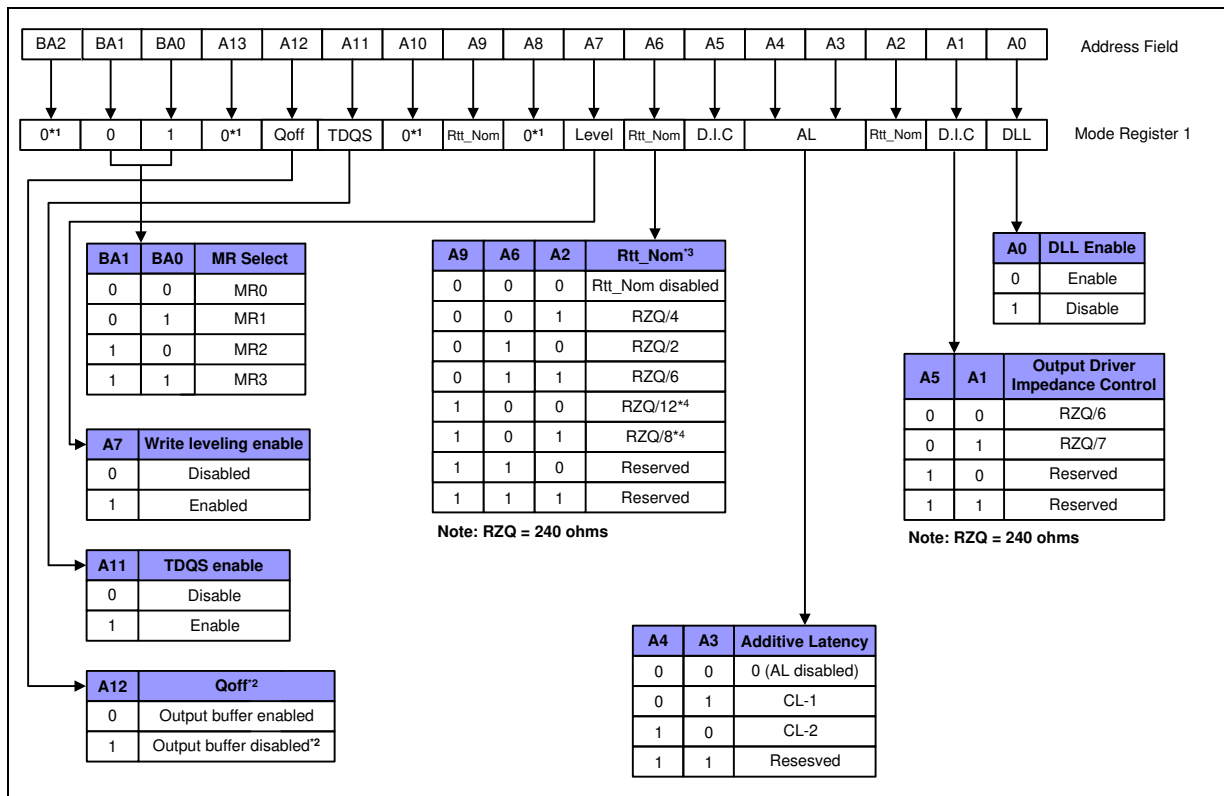 BA2 BA1 BA0 A13 A12 A11 A10 A9 A8 A7 A6 A5 A4 A3 A2 A1 A0 Address Field
0*1 0 1 0*1 Qoff TDQS 0*1 Rtt_Nom 0*1 Level Rtt_Nom D.I.C AL Rtt_Nom D.I.C DLL Mode Register 1
BA1 BA0 MR Select
0 0 MR0
0 1 MR1
1 0 MR2
1 1 MR3
A7 Write leveling enable
0 Disabled
1 Enabled
A11 TDQS enable
0 Disable
1 Enable
A12 Qoff*2
0 Output buffer enabled
1 Output buffer disabled*2
A9 A6 A2 Rtt_Nom*3
0 0 0 Rtt_Nom disabled
0 0 1 RZQ/4
0 1 0 RZQ/2
0 1 1 RZQ/6
1 0 0 RZQ/12*4
1 0 1 RZQ/8*4
1 1 0 Reserved
1 1 1 Reserved
Note: RZQ = 240 ohms
A4 A3 Additive Latency
0 0 0 (AL disabled)
0 1 CL-1
1 0 CL-2
1 1 Resesved
A0 DLL Enable
0 Enable
1 Disable
A5 A1 Output Driver
Impedance Control
0 0 RZQ/6
0 1 RZQ/7
1 0 Reserved
1 1 Reserved
Note: RZQ = 240 ohms